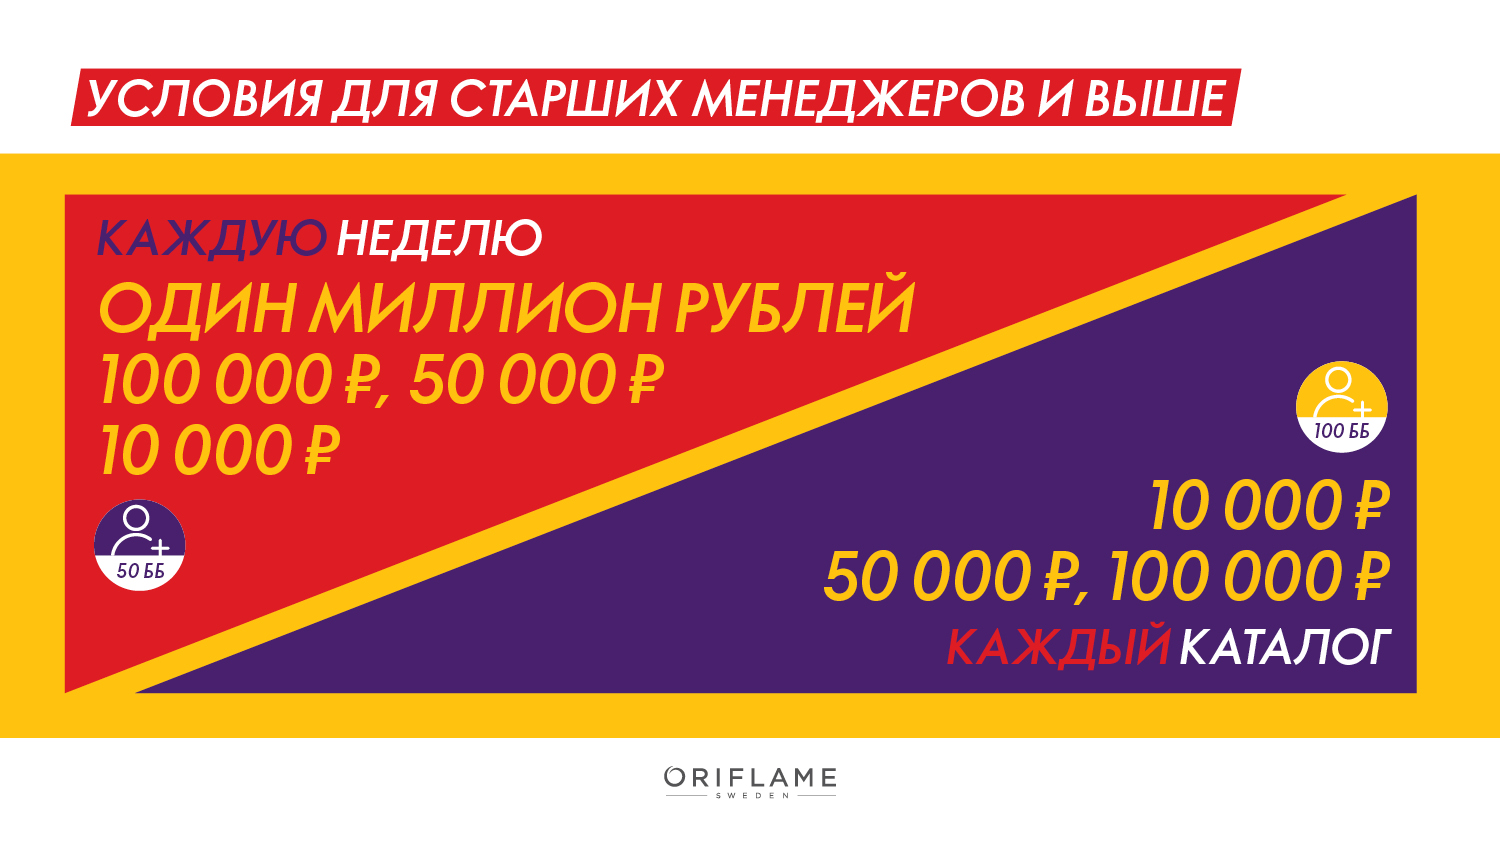 УСЛОВИЯ ДЛЯ СТАРШИХ МЕНЕДЖЕРОВ И ВЫШЕ
КАЖДУЮ НЕДЕЛЮ
ОДИН МИЛЛИОН РУБЛЕЙ
100 000 ₽, 50 000 ₽
10 000 ₽
50 ББ
100 ББ
10 000 ₽
50 000 ₽, 100 000 ₽
КАЖДЫЙ КАТАЛОГ
ORIFLAME
SWEDEN